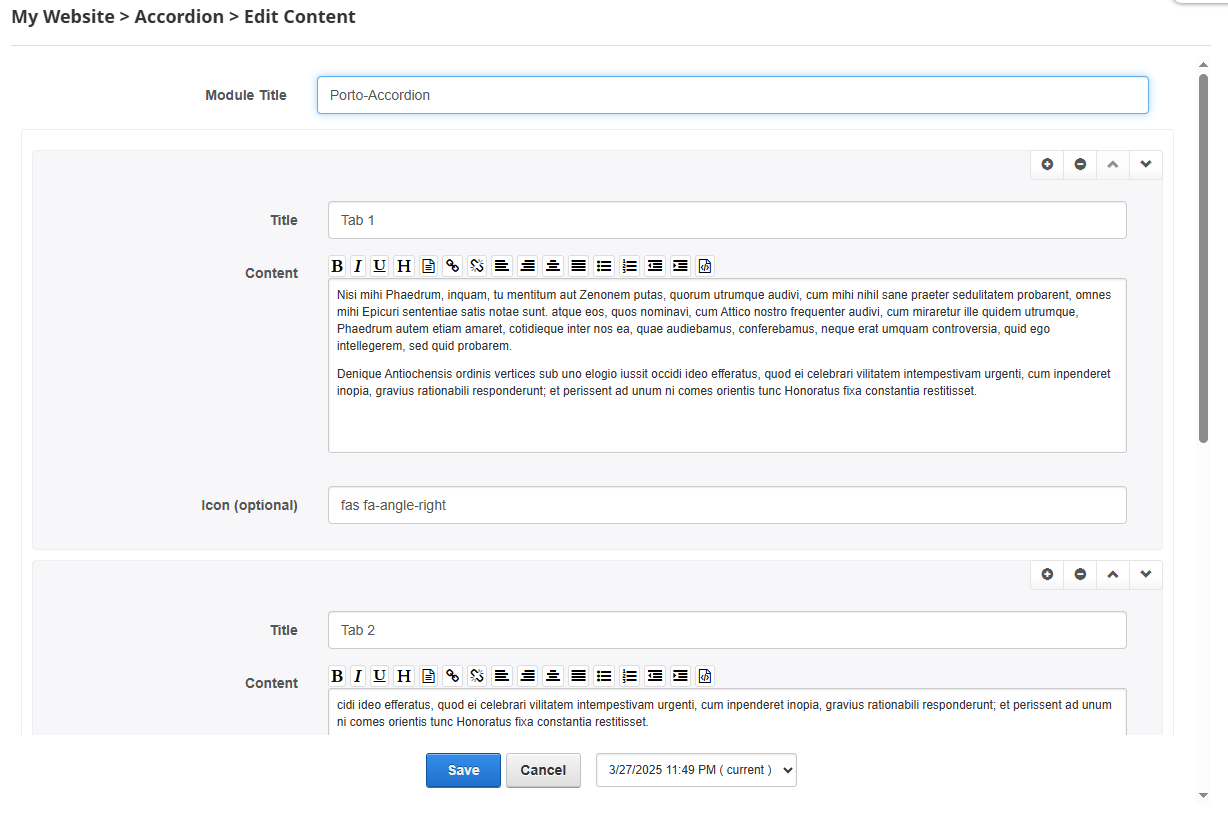 My Website > Accordion > Edit Content
Module Title
Porto-Accordion
Title
Tab 1
Content
B I U H
Nisi mihi Phaedrum, inquam, tu mentitum aut Zenonem putas, quorum utrumque audivi, cum mihi nihil sane praeter sedulitatem probarent, omnes
mihi Epicuri sententiae satis notae sunt. atque eos, quos nominavi, cum Attico nostro frequenter audivi, cum miraretur ille quidem utrumque,
Phaedrum autem etiam amaret, cotidieque inter nos ea, quae audiebamus, conferebamus, neque erat umquam controversia, quid ego
intellegerem, sed quid probarem.
Denique Antiochensis ordinis vertices sub uno elogio iussit occidi ideo efferatus, quod ei celebrari vilitatem intempestivam urgenti, cum inpenderet
inopia, gravius rationabili responderunt; et perissent ad unum ni comes orientis tunc Honoratus fixa constantia restitisset.
Icon (optional)
fas fa-angle-right
Title
Tab 2
Content
B I U H
cidi ideo efferatus, quod ei celebrari vilitatem intempestivam urgenti, cum inpenderet inopia, gravius rationabili responderunt; et perissent ad unum
ni comes orientis tunc Honoratus fixa constantia restitisset.
Save
Cancel
3/27/2025 11:49 PM ( current )